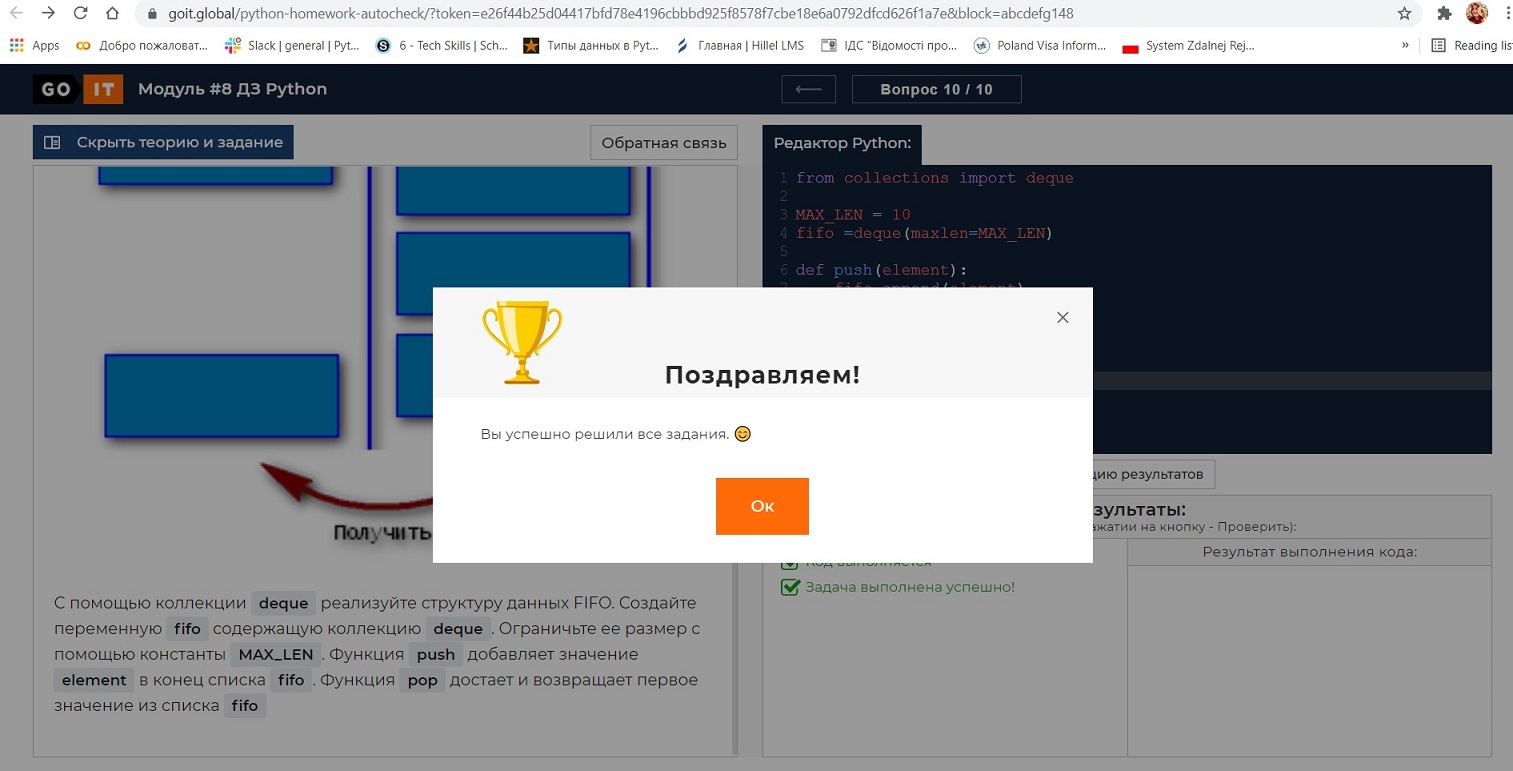 goit.global/python-homework-autocheck/?token=e26f44b25d04417bfd78e4196cbbbd925f8578f7cbe18e6a0792dfcd626f1a7e&block=abcdefg148
Apps Добро пожаловат... Slack | general | Pyt... 6 - Tech Skills | Sch... Типы данных в Pyt... Главная | Hillel LMS ІДС "Відомості про... Poland Visa Inform... System Zdalnej Rej... » Reading lis
GO IT Модуль #8 ДЗ Python Вопрос 10 / 10
Скрыть теорию и задание Обратная связь Редактор Python:
1 from collections import deque
2
3 MAX_LEN = 10
4 fifo =deque(maxlen=MAX_LEN)
5
6 def push(element):
7 fifo.append(element)
Поздравляем!
Вы успешно решили все задания. 😊
Ок
Получить
цию результатов
зультаты:
ажатии на кнопку - Проверить):
Результат выполнения кода:
Код выполняется
Задача выполнена успешно!
С помощью коллекции deque реализуйте структуру данных FIFO. Создайте
переменную fifo содержащую коллекцию deque . Ограничьте ее размер с
помощью константы MAX_LEN . Функция push добавляет значение
element в конец списка fifo . Функция pop достает и возвращает первое
значение из списка fifo